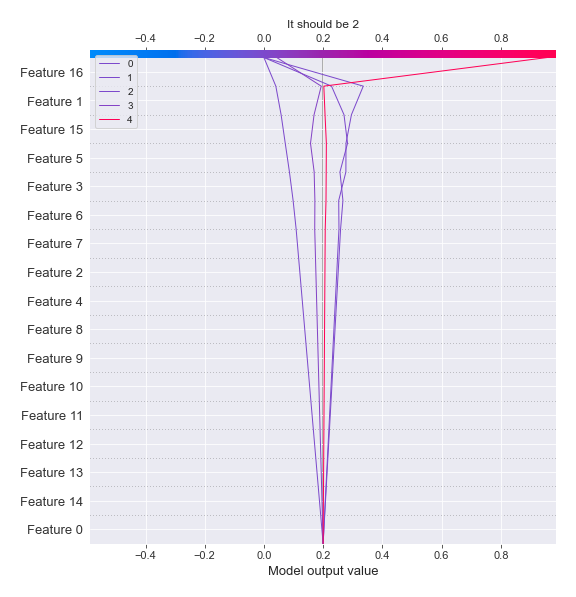 It should be 2
−0.4 −0.2 0.0 0.2 0.4 0.6 0.8
0
1
2
3
4
Feature 16
Feature 1
Feature 15
Feature 5
Feature 3
Feature 6
Feature 7
Feature 2
Feature 4
Feature 8
Feature 9
Feature 10
Feature 11
Feature 12
Feature 13
Feature 14
Feature 0
−0.4 −0.2 0.0 0.2 0.4 0.6 0.8
Model output value